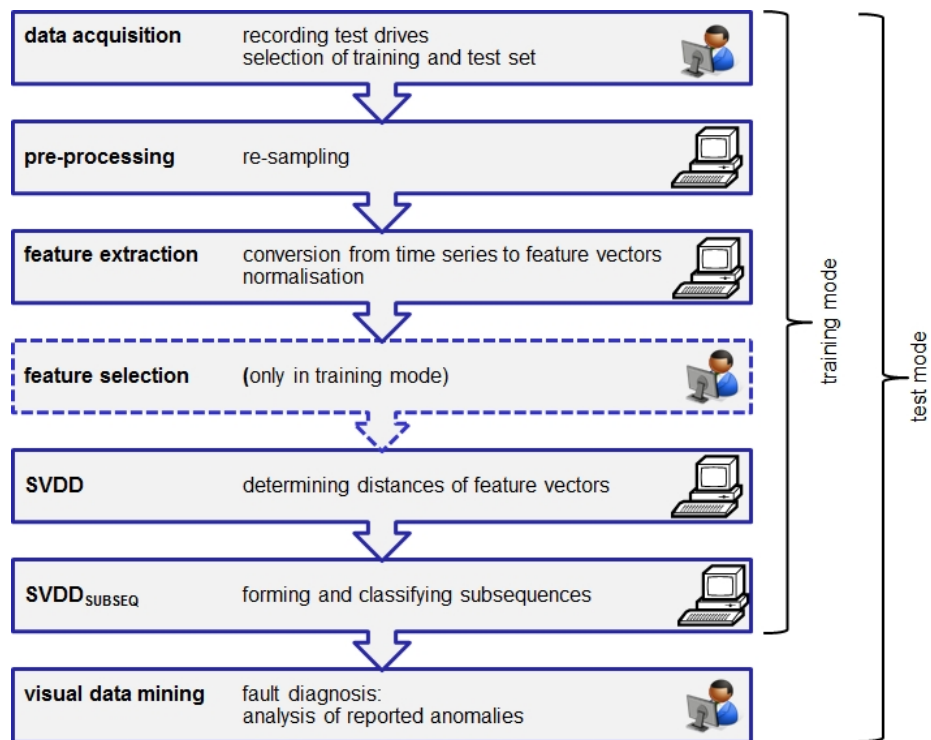 data acquisition recording test drives
selection of training and test set
pre-processing re-sampling
feature extraction conversion from time series to feature vectors
normalisation
feature selection (only in training mode)
SVDD determining distances of feature vectors
SVDDSUBSEQ forming and classifying subsequences
visual data mining fault diagnosis:
analysis of reported anomalies
training mode
test mode